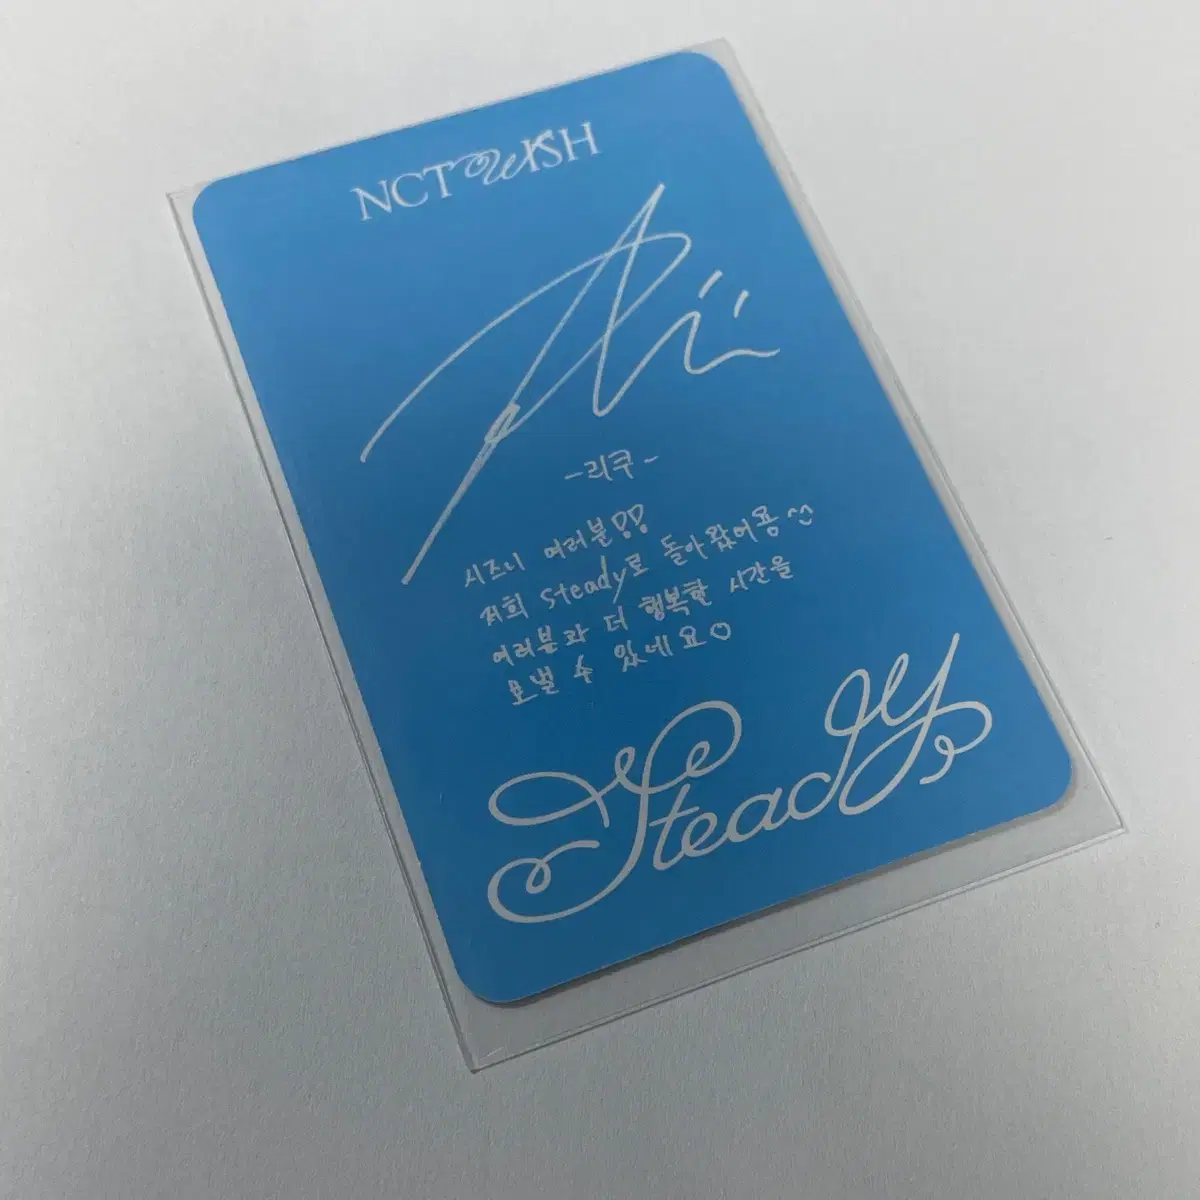 NCT WISH
-리쿠-
시즈니 여러분!!
저희 steady로 돌아왔어용
여러분과 더 행복한 시간을
보낼 수 있네요♡
Steady